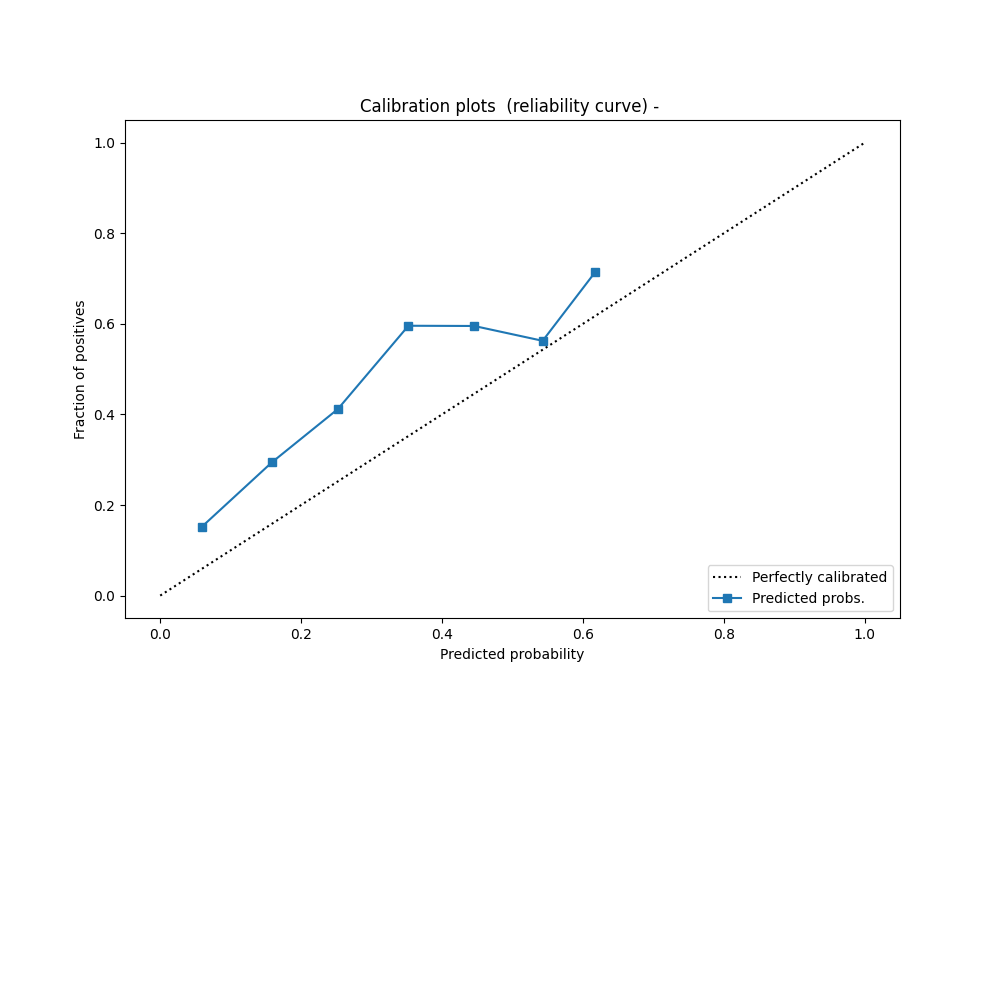 Calibration plots  (reliability curve) -
1.0
0.8
0.6
0.4
0.2
0.0
Fraction of positives
0.0 0.2 0.4 0.6 0.8 1.0
Predicted probability
Perfectly calibrated
Predicted probs.